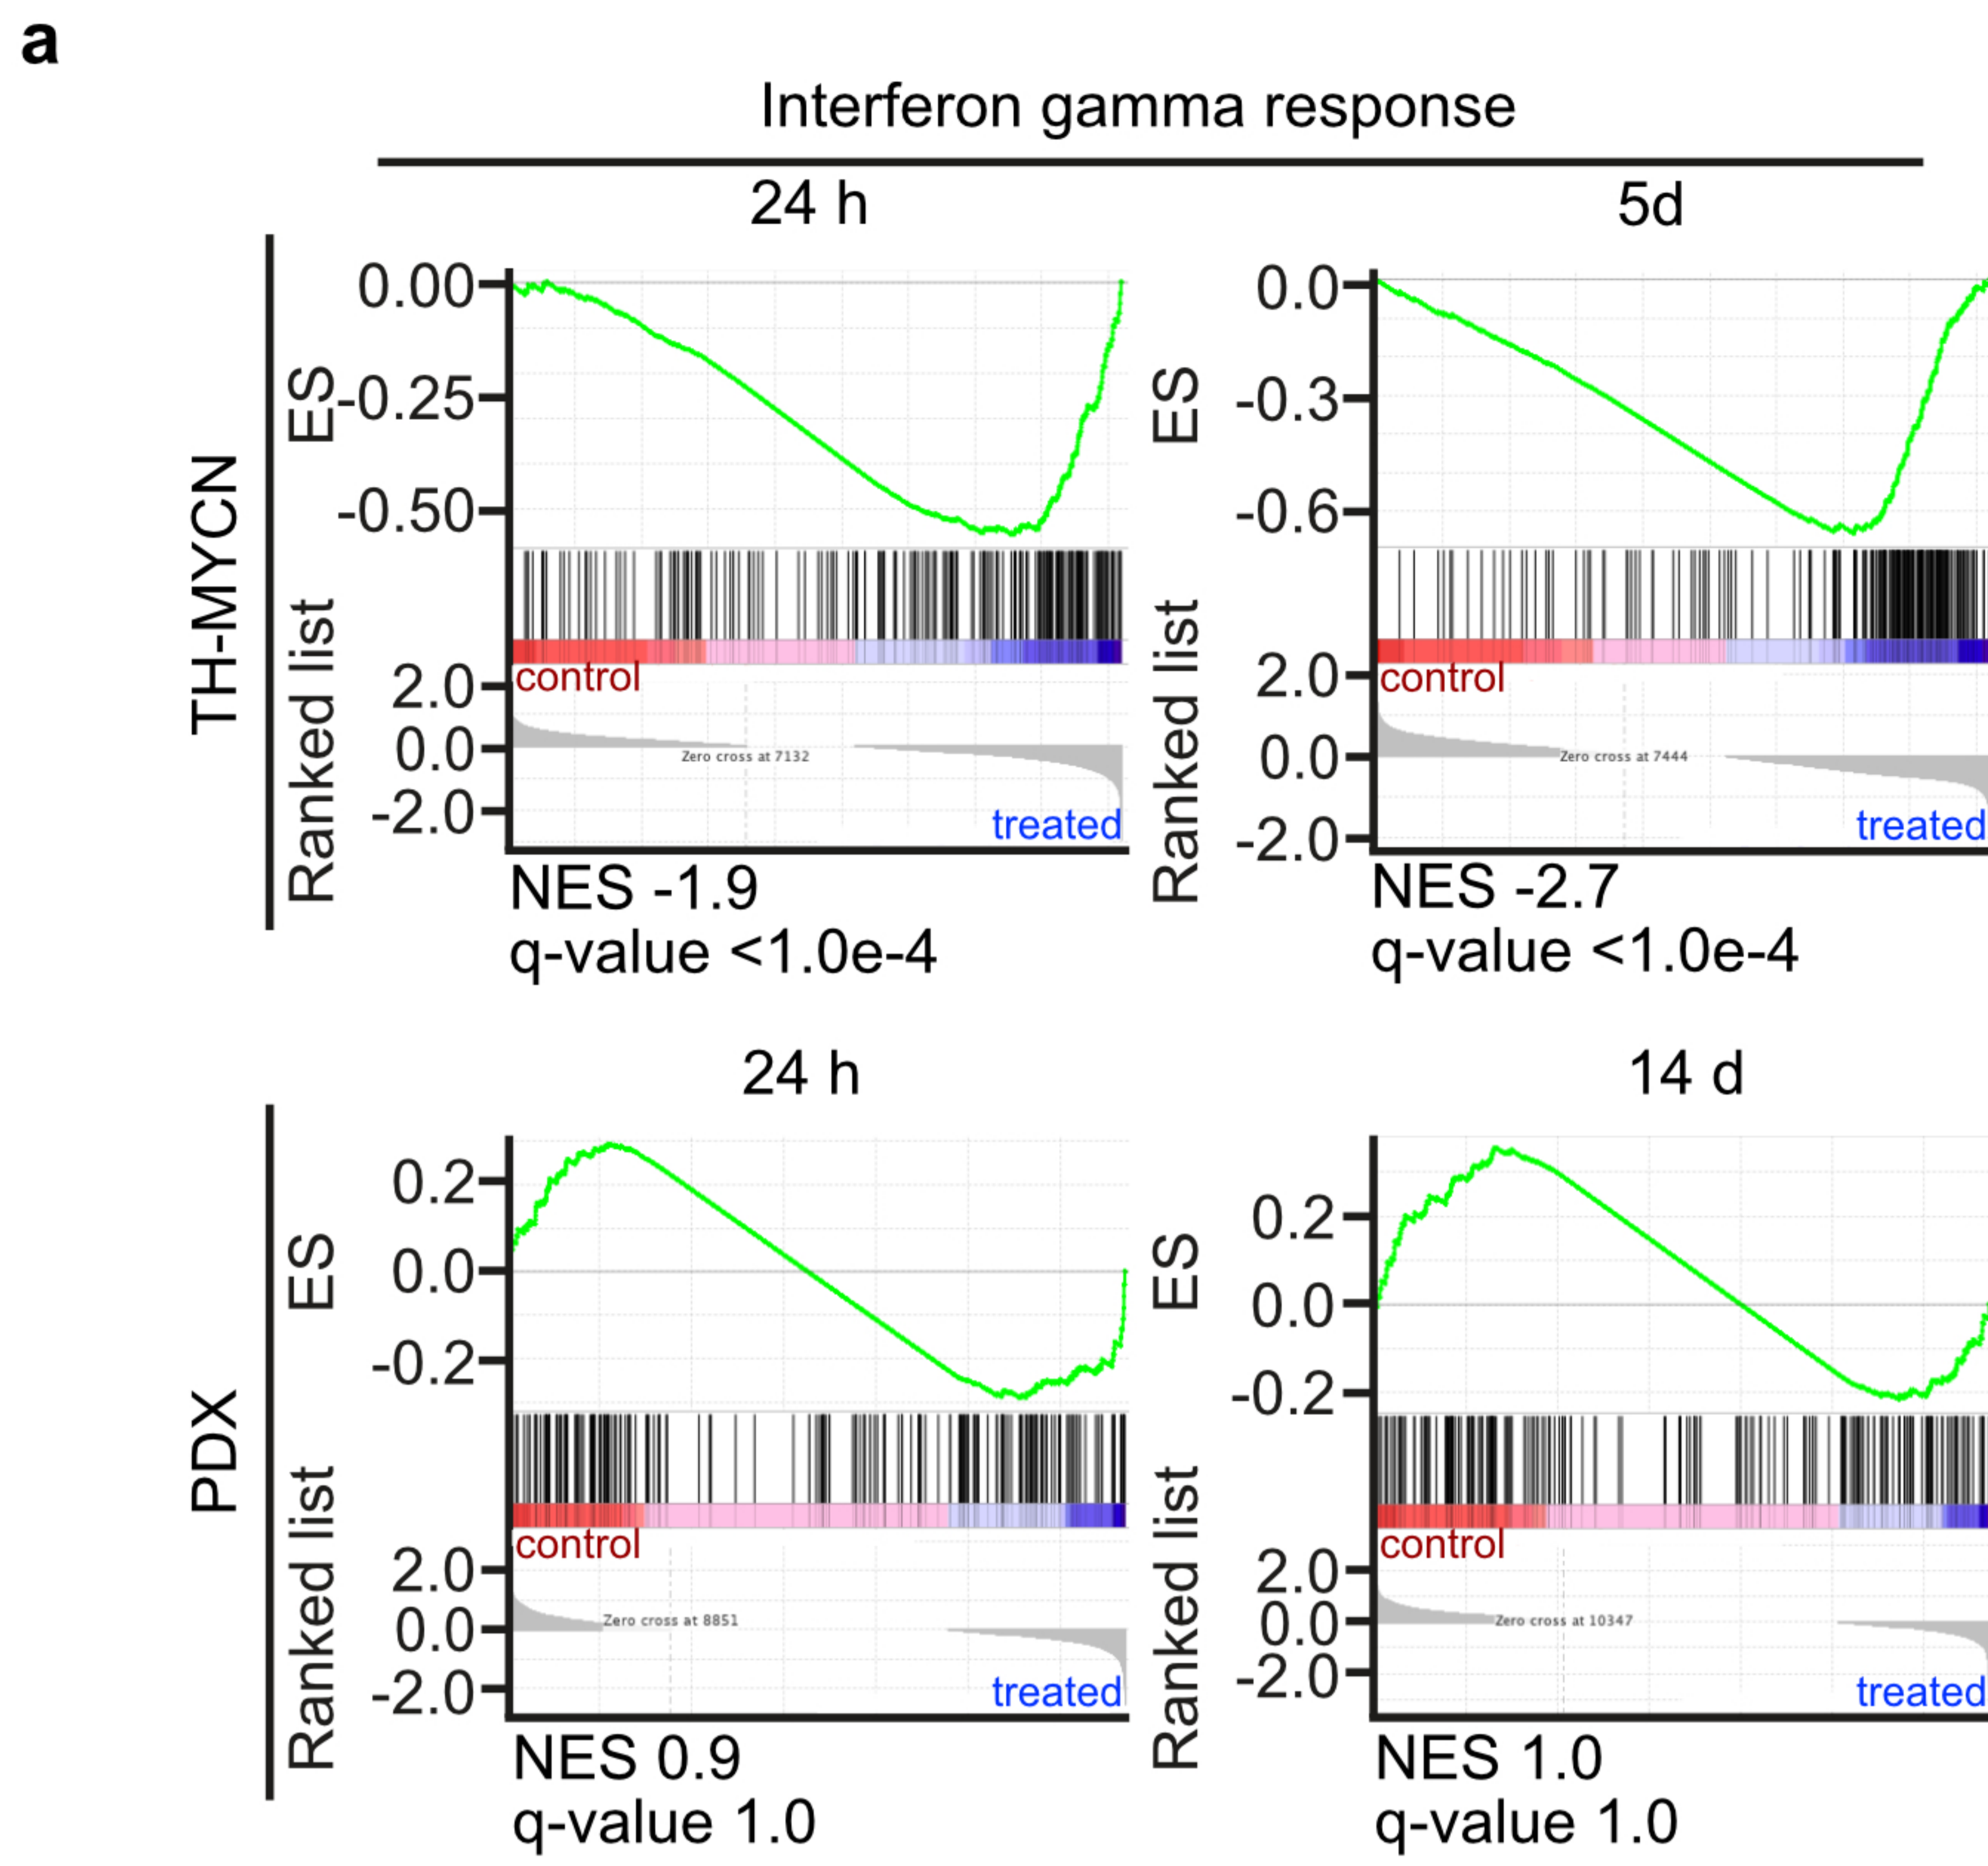 a
Interferon gamma response
24 h
5d
TH-MYCN
ES
0.00
-0.25
-0.50
Ranked list
control
2.0
0.0
-2.0
Zero cross at 7132
treated
NES -1.9
q-value <1.0e-4
ES
0.0
-0.3
-0.6
Ranked list
control
2.0
0.0
-2.0
Zero cross at 7444
treated
NES -2.7
q-value <1.0e-4
24 h
14 d
PDX
ES
0.2
0.0
-0.2
Ranked list
control
2.0
0.0
-2.0
Zero cross at 8851
treated
NES 0.9
q-value 1.0
ES
0.2
0.0
-0.2
Ranked list
control
2.0
0.0
-2.0
Zero cross at 10347
treated
NES 1.0
q-value 1.0